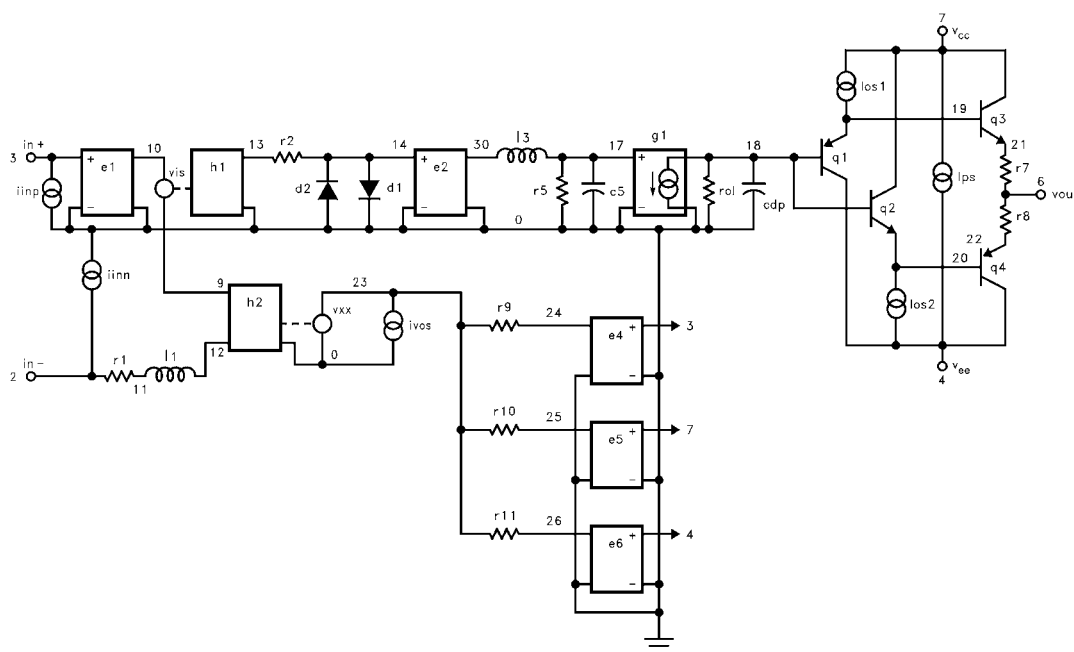 7
v_cc
Ios1
19
q3
21
r7
6
vou
r8
22
q4
Ips
q1
q2
20
Ios2
4
v_ee
in+
3
iinp
e1
+
−
10
vis
h1
13
r2
d2
d1
14
+
−
e2
30
l3
r5
c5
17
g1
+
−
18
rol
cdp
0
iinn
9
h2
12
in−
2
r1
11
l1
23
vxx
0
ivos
r9
24
e4
+
−
3
r10
25
e5
+
−
7
r11
26
e6
+
−
4